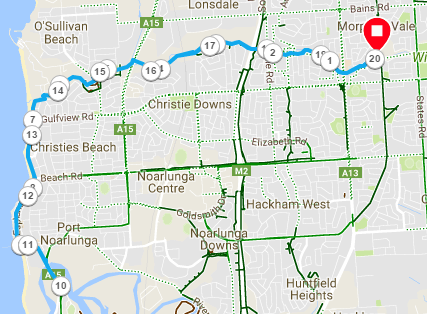 Lonsdale
Bains Rd
O'Sullivan
Beach
A15
Morp
Vale
17
2
20
1
15
16
14
Christie Downs
States Rd
7
Gulfview Rd
13
A15
Elizabeth Rd
Christies Beach
M2
A13
Beach Rd
Noarlunga
Centre
12
Hackham West
Port
Noarlunga
Noarlunga
Downs
11
10
Huntfield
Heights